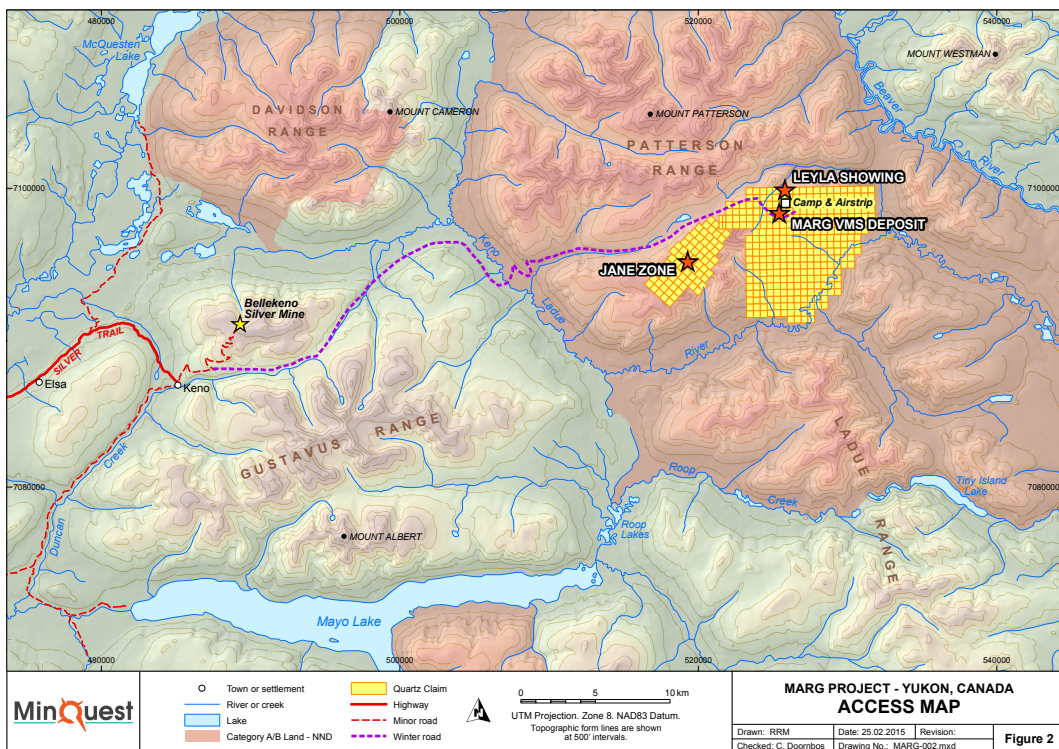 480000
500000
520000
540000
McQuesten
Lake
MOUNT WESTMAN
DAVIDSON
RANGE
MOUNT CAMERON
MOUNT PATTERSON
PATTERSON
RANGE
Beaver
River
7100000
7100000
LEYLA SHOWING
Camp & Airstrip
MARG VMS DEPOSIT
JANE ZONE
Keno
Ladue
River
Bellekeno
Silver Mine
SILVER
TRAIL
Elsa
Keno
GUSTAVUS RANGE
Creek
Duncan
LADUE
RANGE
7080000
7080000
Roop
Creek
Tiny Island
Lake
Roop
Lakes
MOUNT ALBERT
Mayo Lake
480000
500000
520000
540000
MinQuest
Town or settlement
River or creek
Lake
Category A/B Land - NND
Quartz Claim
Highway
Minor road
Winter road
N
0 5 10 km
UTM Projection. Zone 8. NAD83 Datum.
Topographic form lines are shown
at 500' intervals.
MARG PROJECT - YUKON, CANADA
ACCESS MAP
Drawn: RRM
Date: 25.02.2015
Revision:
Checked: C. Doornbos
Drawing No.: MARG-002.mxd
Figure 2